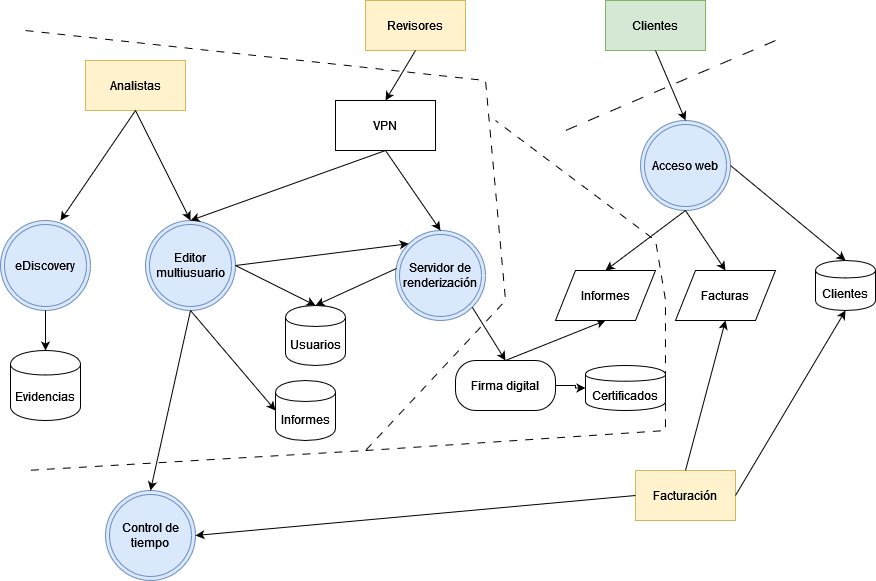 Revisores
Clientes
Analistas
VPN
Acceso web
eDiscovery
Editor
multiusuario
Servidor de
renderización
Informes
Facturas
Clientes
Usuarios
Firma digital
Certificados
Evidencias
Informes
Facturación
Control de
tiempo